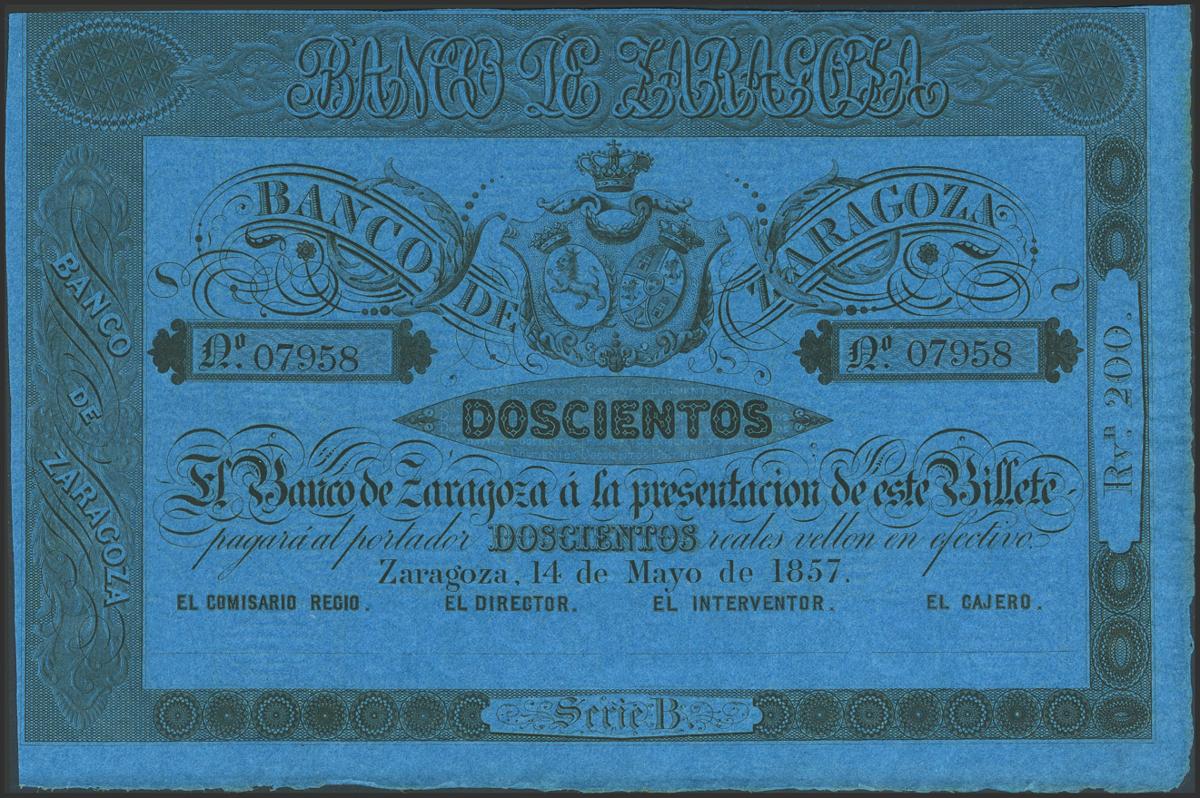 BANCO DE ZARAGOZA
BANCO DE ZARAGOZA
BANCO DE ZARAGOZA
Nº. 07958
Nº. 07958
DOSCIENTOS
El Banco de Zaragoza á la presentacion de este Billete
pagará al portador DOSCIENTOS reales vellon en efectivo.
Zaragoza, 14 de Mayo de 1857.
EL COMISARIO REGIO. EL DIRECTOR. EL INTERVENTOR. EL CAJERO.
Rv.ⁿ 200.
Serie B.